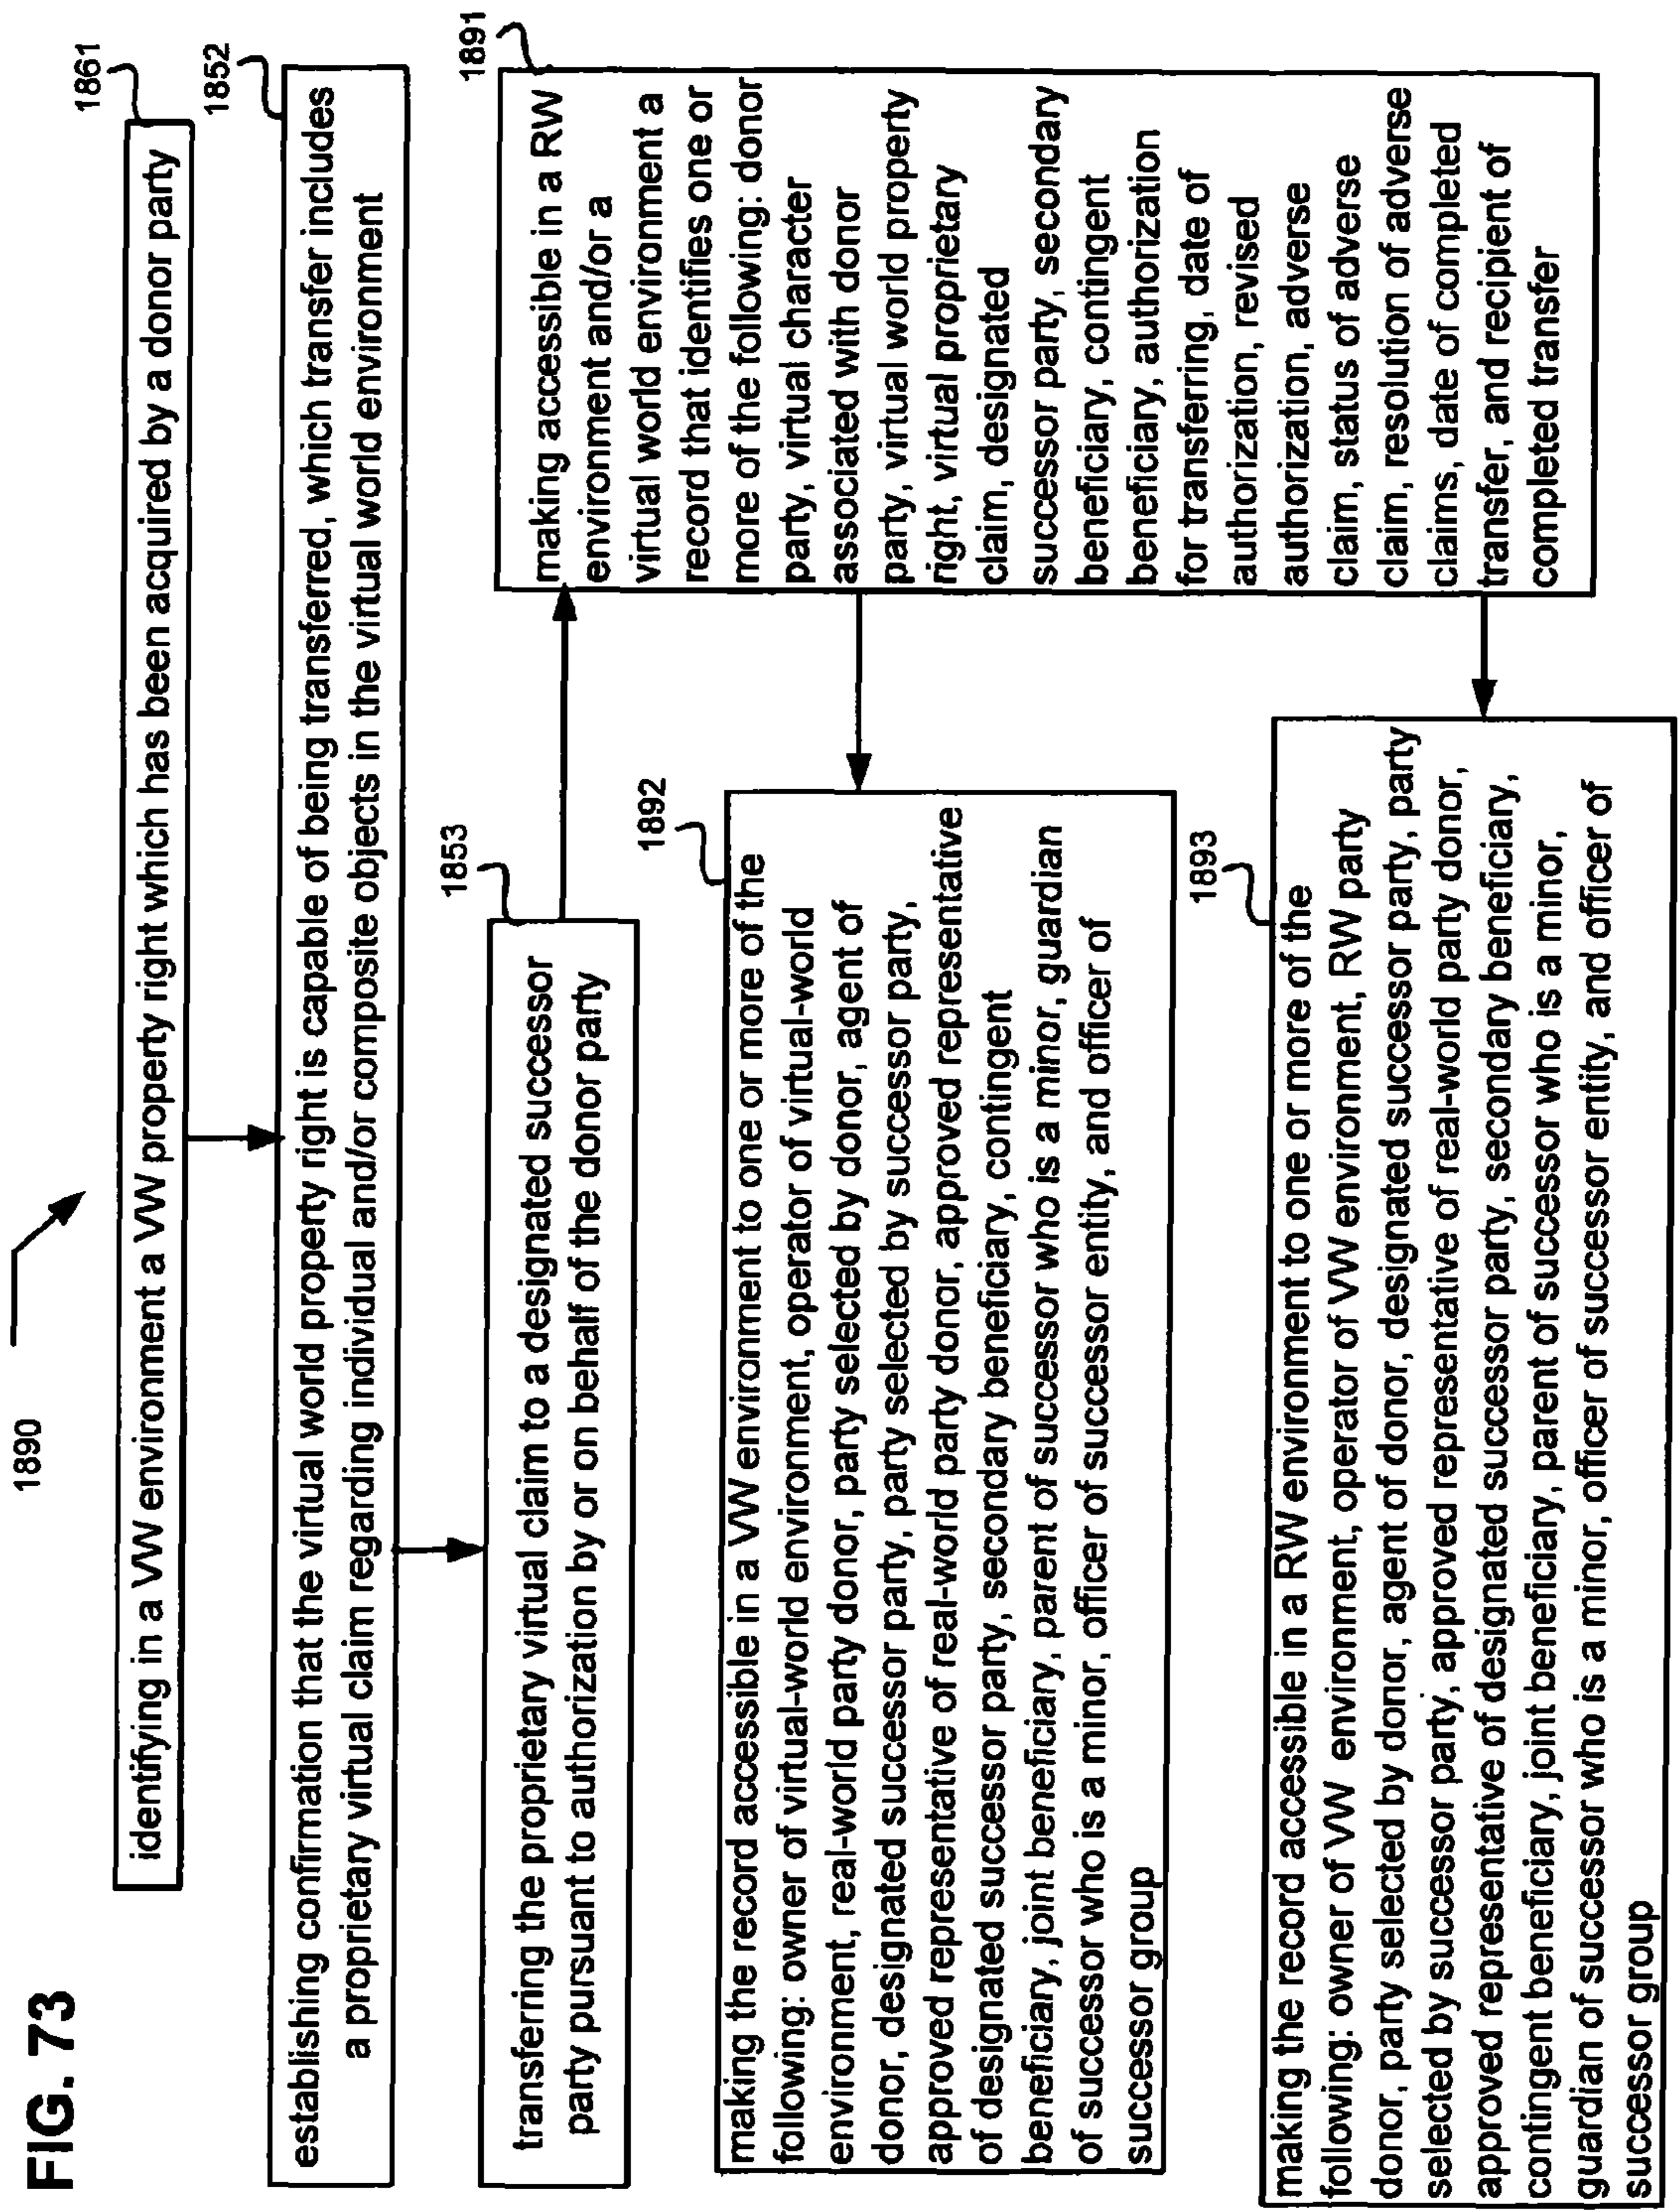 FIG. 73
1890
1861
identifying in a VW environment a VW property right which has been acquired by a donor party
1852
establishing confirmation that the virtual world property right is capable of being transferred, which transfer includes
a proprietary virtual claim regarding individual and/or composite objects in the virtual world environment
1853
transferring the proprietary virtual claim to a designated successor
party pursuant to authorization by or on behalf of the donor party
1891
making accessible in a RW
environment and/or a
virtual world environment a
record that identifies one or
more of the following: donor
party, virtual character
associated with donor
party, virtual world property
right, virtual proprietary
claim, designated
successor party, secondary
beneficiary, contingent
beneficiary, authorization
for transferring, date of
authorization, revised
authorization, adverse
claim, status of adverse
claim, resolution of adverse
claims, date of completed
transfer, and recipient of
completed transfer
1892
making the record accessible in a VW environment to one or more of the
following: owner of virtual-world environment, operator of virtual-world
environment, real-world party donor, party selected by donor, agent of
donor, designated successor party, party selected by successor party,
approved representative of real-world party donor, approved representative
of designated successor party, secondary beneficiary, contingent
beneficiary, joint beneficiary, parent of successor who is a minor, guardian
of successor who is a minor, officer of successor entity, and officer of
successor group
1893
making the record accessible in a RW environment to one or more of the
following: owner of VW environment, operator of VW environment, RW party
donor, party selected by donor, agent of donor, designated successor party, party
selected by successor party, approved representative of real-world party donor,
approved representative of designated successor party, secondary beneficiary,
contingent beneficiary, joint beneficiary, parent of successor who is a minor,
guardian of successor who is a minor, officer of successor entity, and officer of
successor group